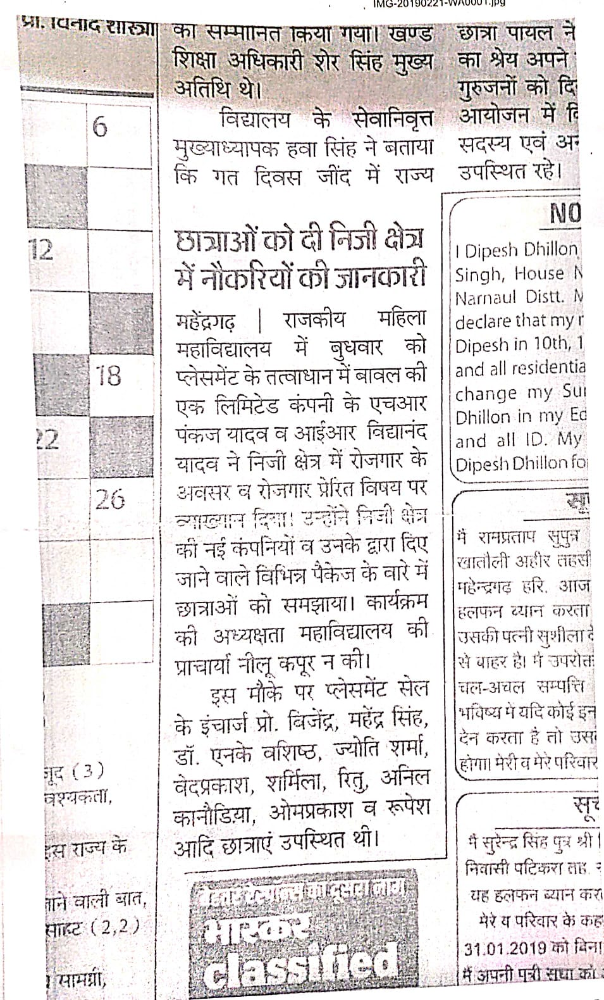 IMG-20190221-WA0001.jpg
प्रो. विनोद शास्त्री
6
12
18
22
26
(3)
वश्यकता,
इस राज्य के
वाली बात,
(2,2)
सामग्री,
को सम्मानित किया गया। खण्ड
शिक्षा अधिकारी शेर सिंह मुख्य
अतिथि थे।
विद्यालय के सेवानिवृत्त
मुख्याध्यापक हवा सिंह ने बताया
कि गत दिवस जींद में राज्य
छात्राओं को दी निजी क्षेत्र
में नौकरियों की जानकारी
महेंद्रगढ़ | राजकीय महिला
महाविद्यालय में बुधवार को
प्लेसमेंट के तत्वाधान में बावल की
एक लिमिटेड कंपनी के एचआर
पंकज यादव व आईआर विद्यानंद
यादव ने निजी क्षेत्र में रोजगार के
अवसर व रोजगार प्रेरित विषय पर
व्याख्यान दिया। उन्होंने निजी क्षेत्र
की नई कंपनियों व उनके द्वारा दिए
जाने वाले विभिन्न पैकेज के बारे में
छात्राओं को समझाया। कार्यक्रम
की अध्यक्षता महाविद्यालय की
प्राचार्या नीलू कपूर न की।
इस मौके पर प्लेसमेंट सेल
के इंचार्ज प्रो. विजेंद्र, महेंद्र सिंह,
डॉ. एनके वशिष्ठ, ज्योति शर्मा,
वेदप्रकाश, शर्मिला, रितु, अनिल
कानौडिया, ओमप्रकाश व रूपेश
आदि छात्राएं उपस्थित थी।
का दूसरा नाम
भास्कर
classified
छात्रा पायल ने
का श्रेय अपने
गुरुजनों को
आयोजन में
सदस्य एवं
उपस्थित रहे।
NO
I Dipesh Dhillon
Singh, House N
Narnaul Distt. M
declare that my
Dipesh in 10th, 1
and all residentia
change my Sur
Dhillon in my Ed
and all ID. My
Dipesh Dhillon fo
सू
मै रामप्रताप सुपुत्र
खातौली अहीर तहसी
महेन्द्रगढ़ हरि. आज
हलफन ब्यान करता
उसकी पत्नी सुशीला दे
से बाहर है। मैं उपरोक्त
चल-अचल सम्पत्ति
भविष्य में यदि कोई इन
देन करता है तो उस
होगा। मेरी व मेरे परिवार
सूच
मैं सुरेन्द्र सिंह पुत्र श्री
निवासी पटिकरा तह.
यह हलफन ब्यान कर
मेरे व परिवार के कह
31.01.2019 को बिना
मैं अपनी पत्नी सुधा को